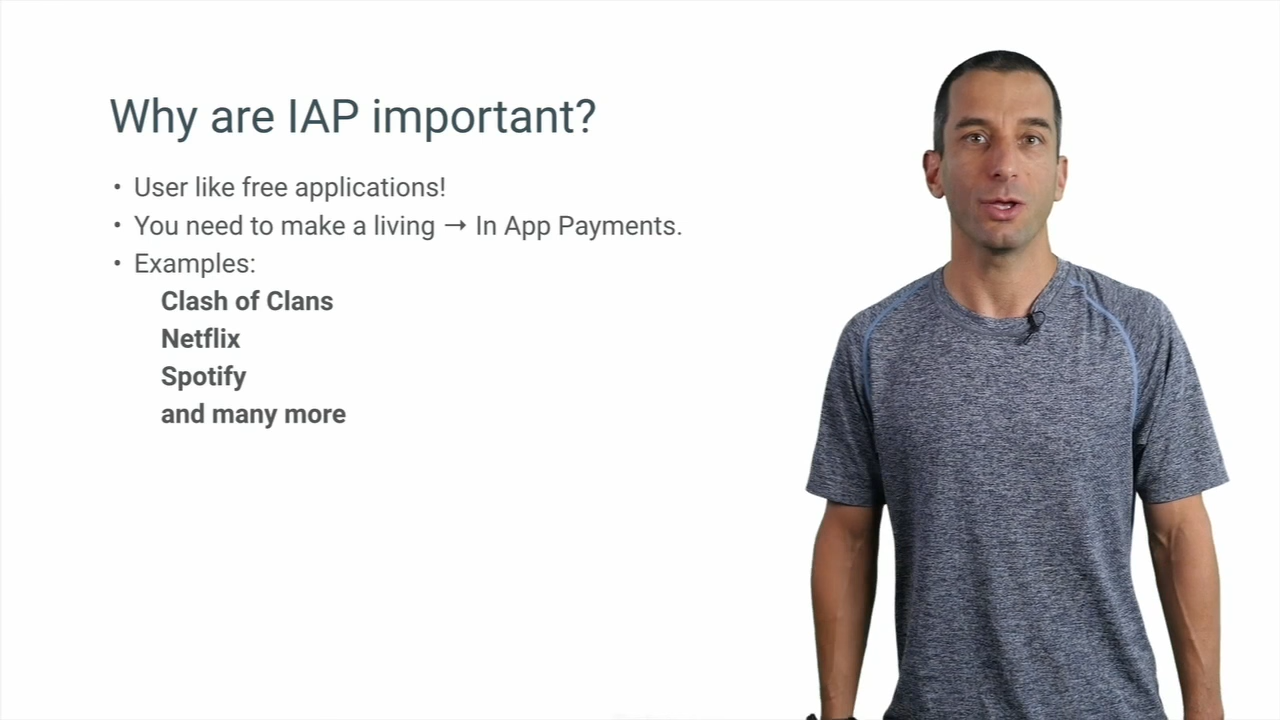 Why are IAP important?
• User like free applications!
• You need to make a living → In App Payments.
• Examples:
Clash of Clans
Netflix
Spotify
and many more